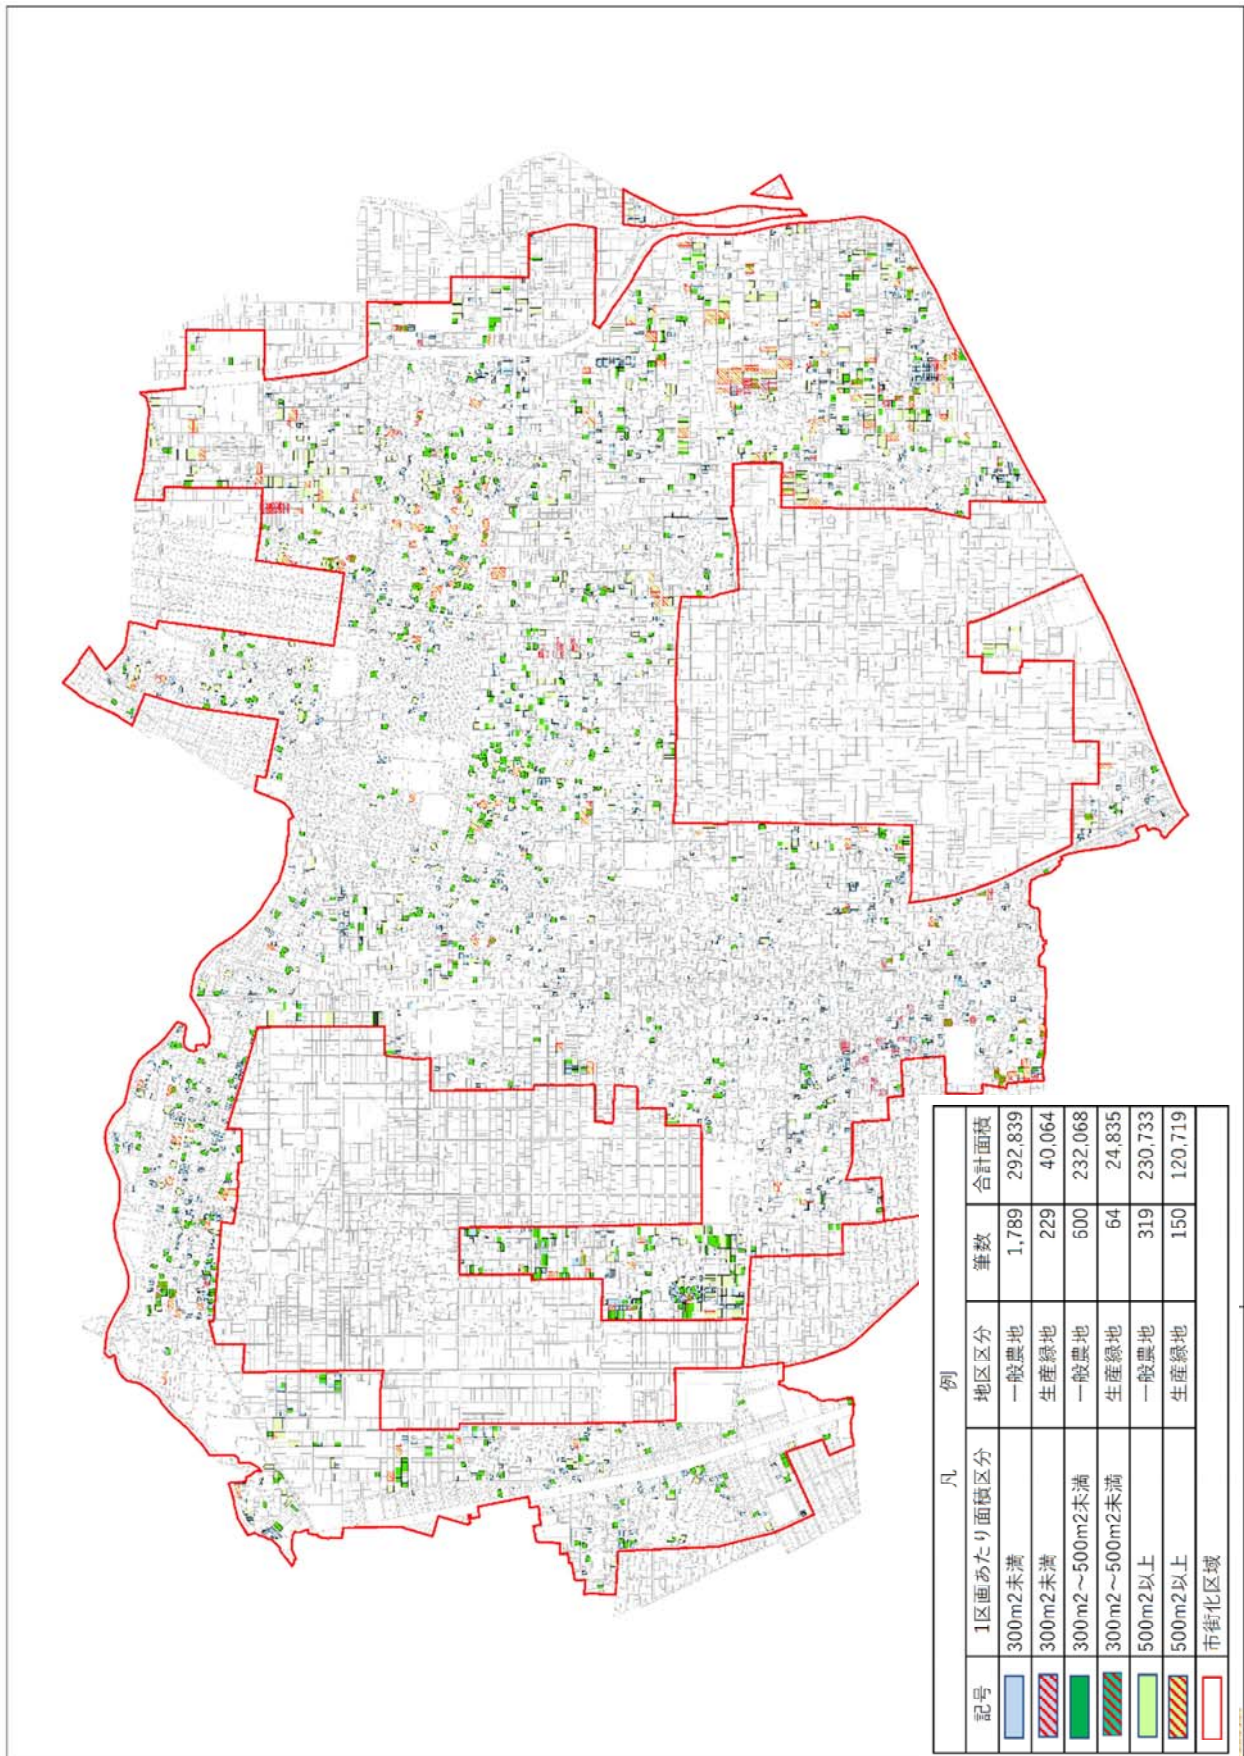 凡例
記号 1区画あたり面積区分 地区区分 筆数 合計面積
300m2未満 一般農地 1,789 292,839
300m2未満 生産緑地 229 40,064
300m2～500m2未満 一般農地 600 232,068
300m2～500m2未満 生産緑地 64 24,835
500m2以上 一般農地 319 230,733
500m2以上 生産緑地 150 120,719
市街化区域